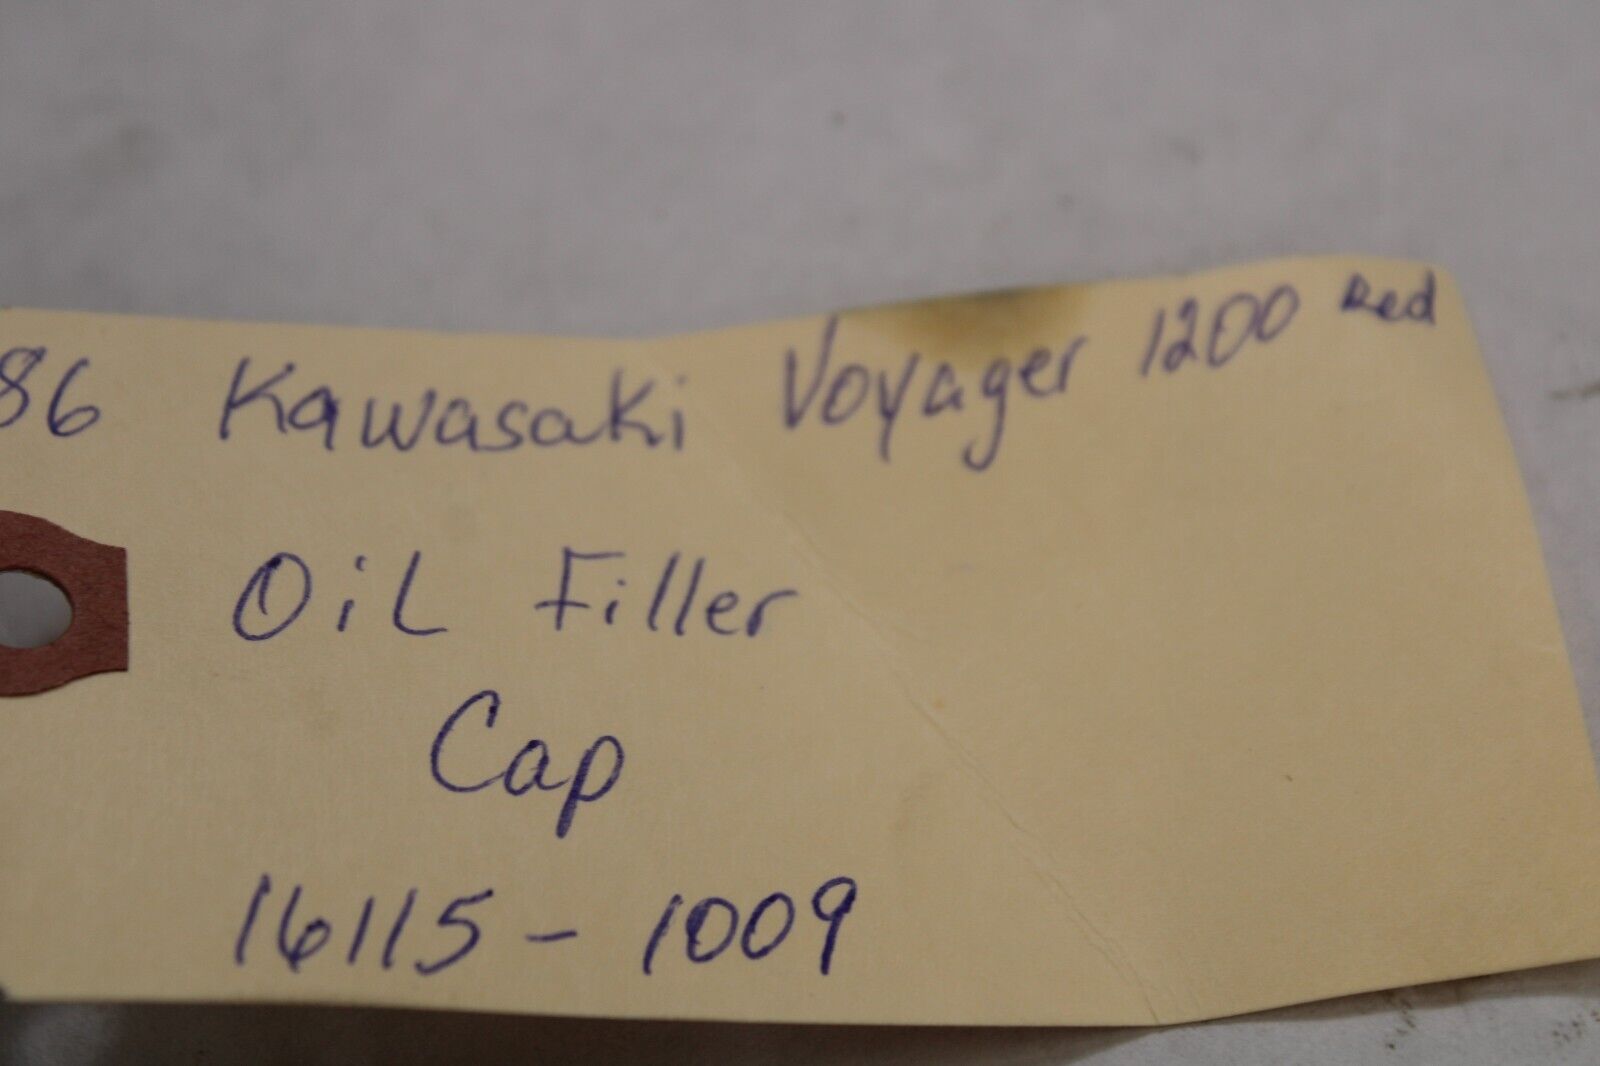 86 Kawasaki Voyager 1200 Red
Oil Filler
Cap
16115-1009